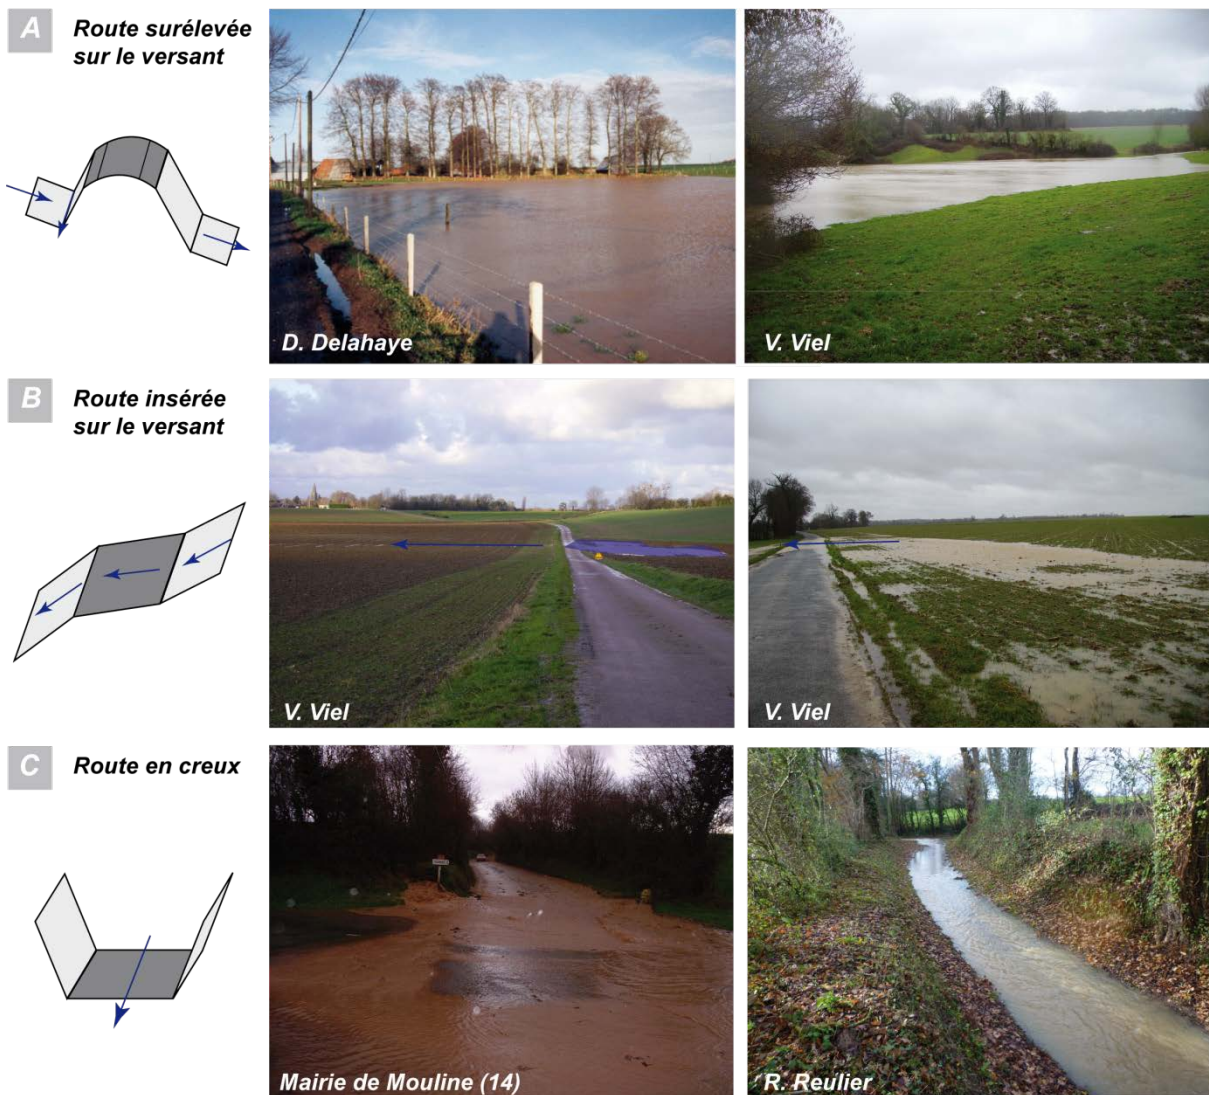 A
Route surélevée
sur le versant
D. Delahaye
V. Viel
B
Route insérée
sur le versant
V. Viel
V. Viel
C
Route en creux
Mairie de Mouline (14)
R. Reulier